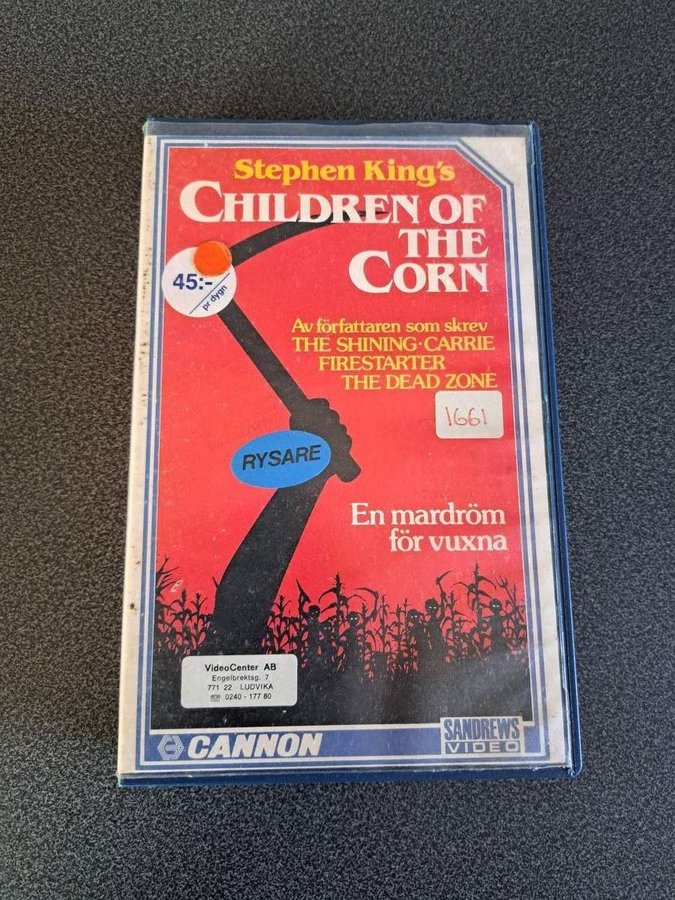 Stephen King's
CHILDREN OF
THE
CORN
45:-
pr dygn
Av författaren som skrev
THE SHINING·CARRIE
FIRESTARTER
THE DEAD ZONE
1661
RYSARE
En mardröm
för vuxna
VideoCenter AB
Engelbrektsg. 7
771 22 LUDVIKA
☎ 0240 - 177 80
CANNON
SANDREWS
VIDEO